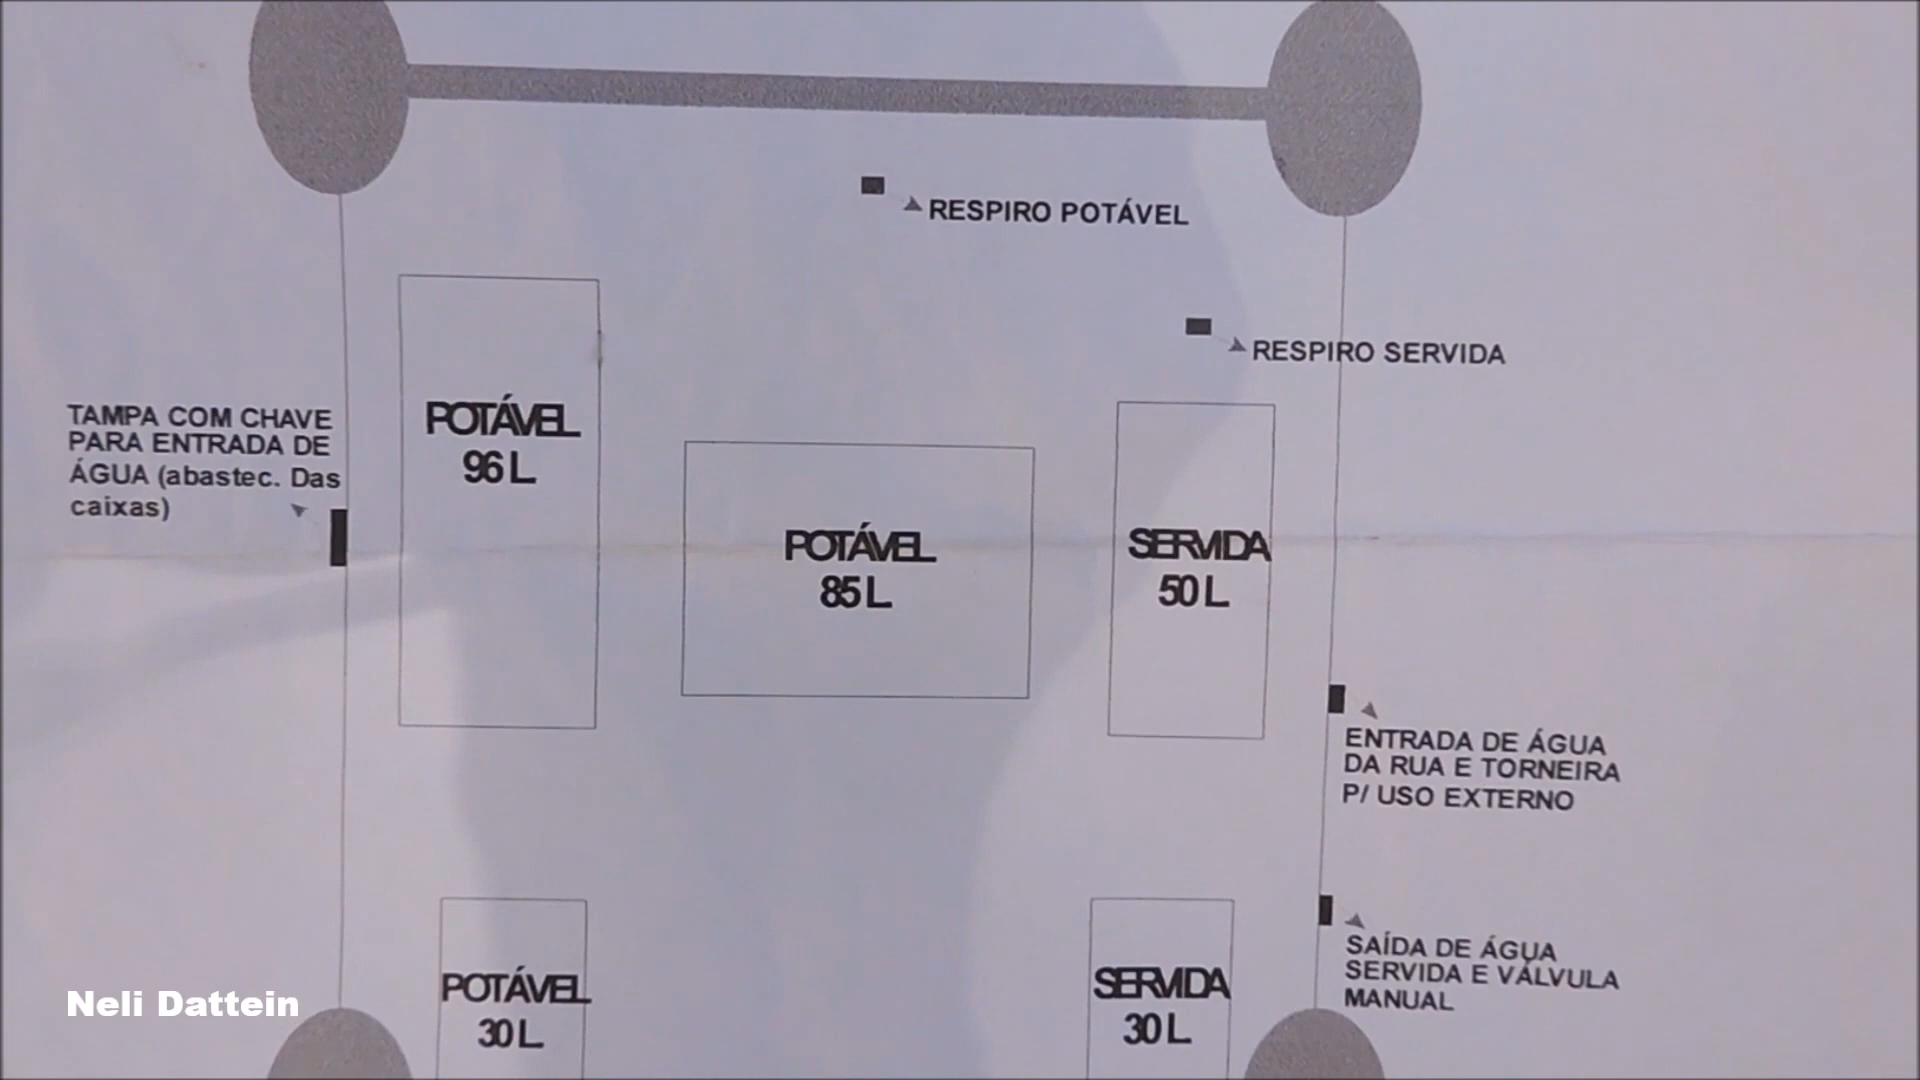 RESPIRO POTÁVEL
RESPIRO SERVIDA
TAMPA COM CHAVE
PARA ENTRADA DE
ÁGUA (abastec. Das
caixas)
POTÁVEL
96 L
POTÁVEL
85 L
SERVIDA
50 L
ENTRADA DE ÁGUA
DA RUA E TORNEIRA
P/ USO EXTERNO
SAÍDA DE ÁGUA
SERVIDA E VÁLVULA
MANUAL
POTÁVEL
30 L
SERVIDA
30 L
Neli Dattein